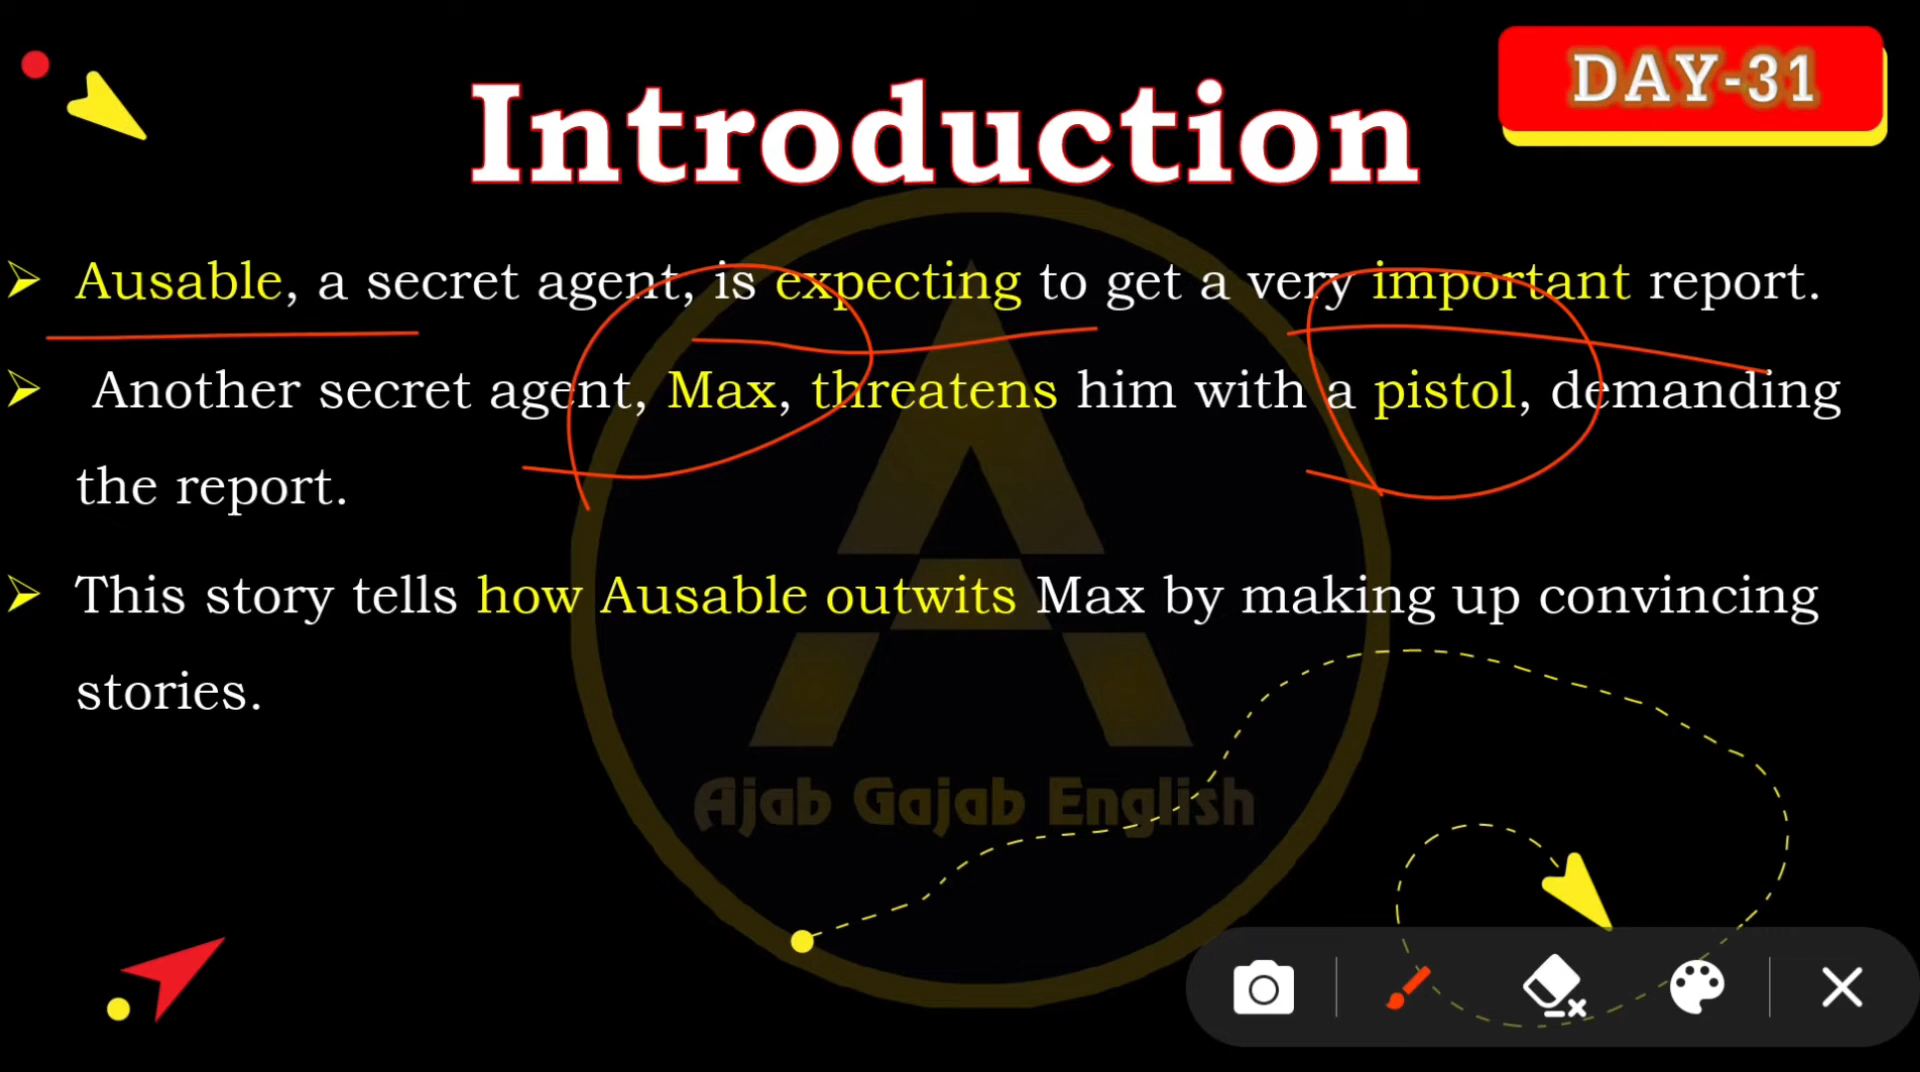 DAY-31
Introduction
Ausable, a secret agent, is expecting to get a very important report.
Another secret agent, Max, threatens him with a pistol, demanding
the report.
This story tells how Ausable outwits Max by making up convincing
stories.
Ajab Gajab English